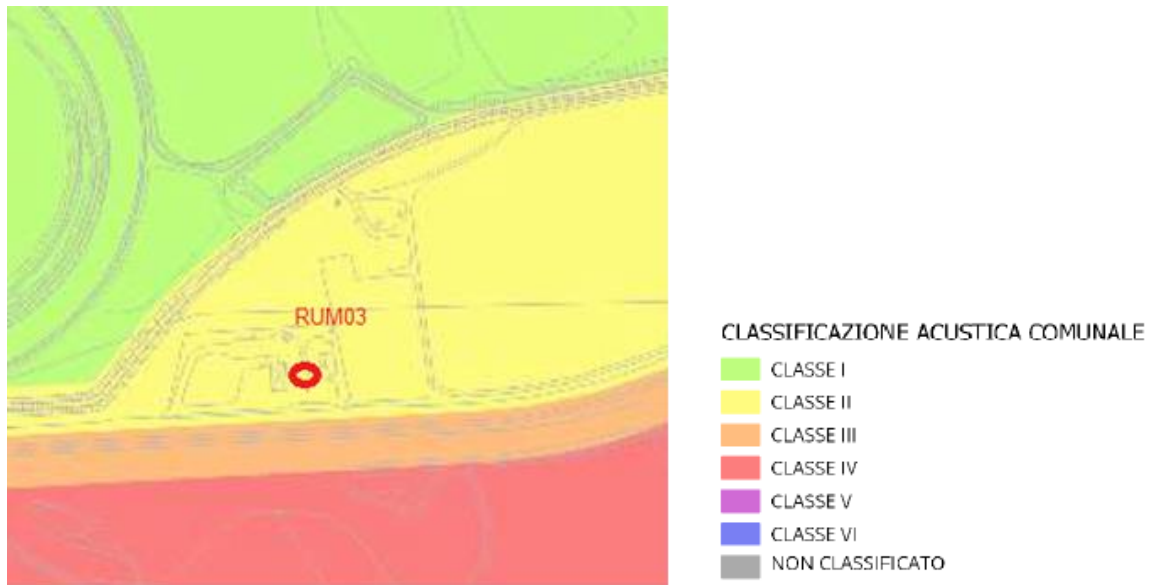 RUM03
CLASSIFICAZIONE ACUSTICA COMUNALE
CLASSE I
CLASSE II
CLASSE III
CLASSE IV
CLASSE V
CLASSE VI
NON CLASSIFICATO